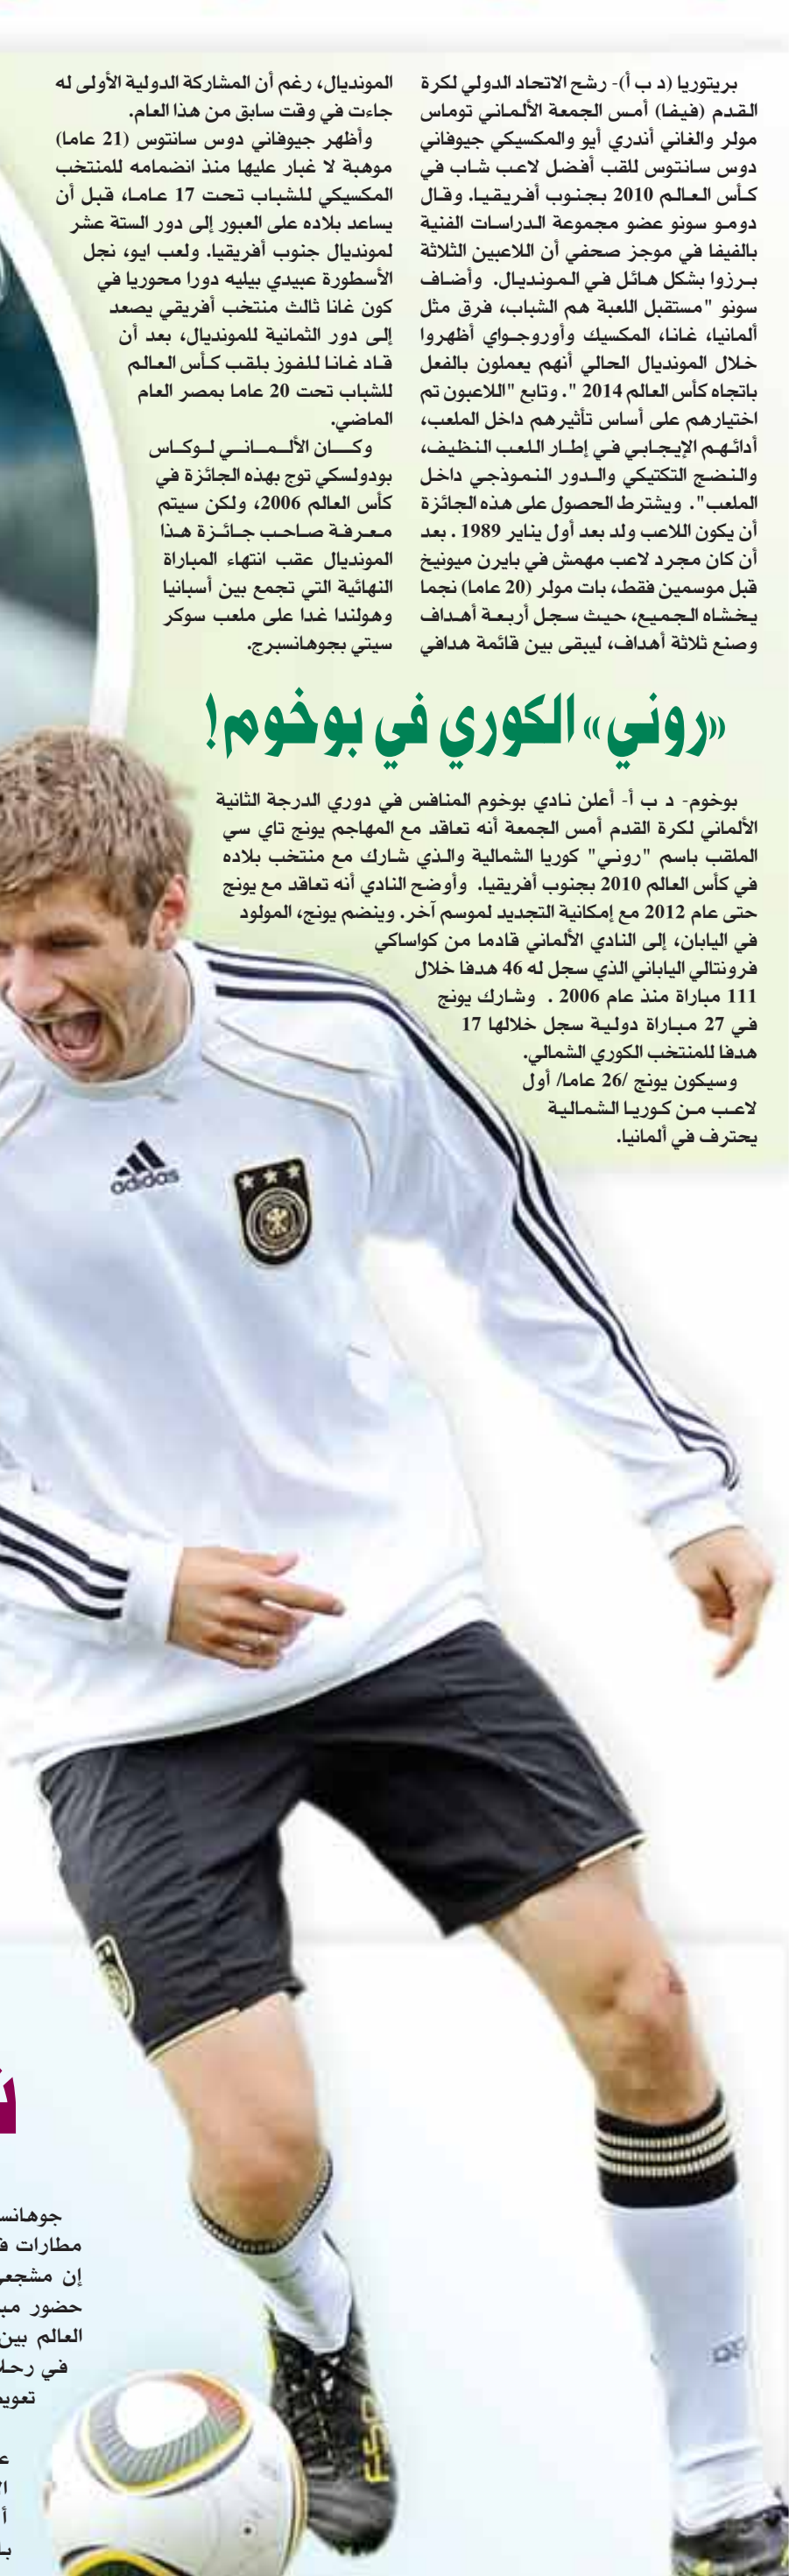 بريتوريا (د ب أ)- رشح الاتحاد الدولي لكرة
القدم (فيفا) أمس الجمعة الألماني توماس
مولر والغاني أندري أيو والمكسيكي جيوفاني
دوس سانتوس للقب أفضل لاعب شاب في
كأس العالم 2010 بجنوب أفريقيا. وقال
دومو سونو عضو مجموعة الدراسات الفنية
بالفيفا في موجز صحفي أن اللاعبين الثلاثة
برزوا بشكل هائل في المونديال. وأضاف
سونو "مستقبل اللعبة هم الشباب، فرق مثل
ألمانيا، غانا، المكسيك وأوروجواي أظهروا
خلال المونديال الحالي أنهم يعملون بالفعل
باتجاه كأس العالم 2014 ". وتابع "اللاعبون تم
اختيارهم على أساس تأثيرهم داخل الملعب،
أدائهم الإيجابي في إطار اللعب النظيف،
والنضج التكتيكي والدور النموذجي داخل
الملعب". ويشترط الحصول على هذه الجائزة
أن يكون اللاعب ولد بعد أول يناير 1989 . بعد
أن كان مجرد لاعب مهمش في بايرن ميونيخ
قبل موسمين فقط، بات مولر (20 عاما) نجما
يخشاه الجميع، حيث سجل أربعة أهداف
وصنع ثلاثة أهداف، ليبقى بين قائمة هدافي
المونديال، رغم أن المشاركة الدولية الأولى له
جاءت في وقت سابق من هذا العام.
وأظهر جيوفاني دوس سانتوس (21 عاما)
موهبة لا غبار عليها منذ انضمامه للمنتخب
المكسيكي للشباب تحت 17 عاما، قبل أن
يساعد بلاده على العبور إلى دور الستة عشر
لمونديال جنوب أفريقيا. ولعب ايو، نجل
الأسطورة عبيدي بيليه دورا محوريا في
كون غانا ثالث منتخب أفريقي يصعد
إلى دور الثمانية للمونديال، بعد أن
قاد غانا للفوز بلقب كأس العالم
للشباب تحت 20 عاما بمصر العام
الماضي.
وكان الألماني لوكاس
بودولسكي توج بهذه الجائزة في
كأس العالم 2006، ولكن سيتم
معرفة صاحب جائزة هذا
المونديال عقب انتهاء المباراة
النهائية التي تجمع بين أسبانيا
وهولندا غدا على ملعب سوكر
سيتي بجوهانسبرج.
«روني» الكوري في بوخوم!
بوخوم- د ب أ- أعلن نادي بوخوم المنافس في دوري الدرجة الثانية
الألماني لكرة القدم أمس الجمعة أنه تعاقد مع المهاجم يونج تاي سي
الملقب باسم "روني" كوريا الشمالية والذي شارك مع منتخب بلاده
في كأس العالم 2010 بجنوب أفريقيا. وأوضح النادي أنه تعاقد مع يونج
حتى عام 2012 مع إمكانية التجديد لموسم آخر. وينضم يونج، المولود
في اليابان، إلى النادي الألماني قادما من كواساكي
فرونتالي الياباني الذي سجل له 46 هدفا خلال
111 مباراة منذ عام 2006 . وشارك يونج
في 27 مباراة دولية سجل خلالها 17
هدفا للمنتخب الكوري الشمالي.
وسيكون يونج /26 عاما/ أول
لاعب من كوريا الشمالية
يحترف في ألمانيا.
adidas
مطارات
إن
حضور
العالم بين
في